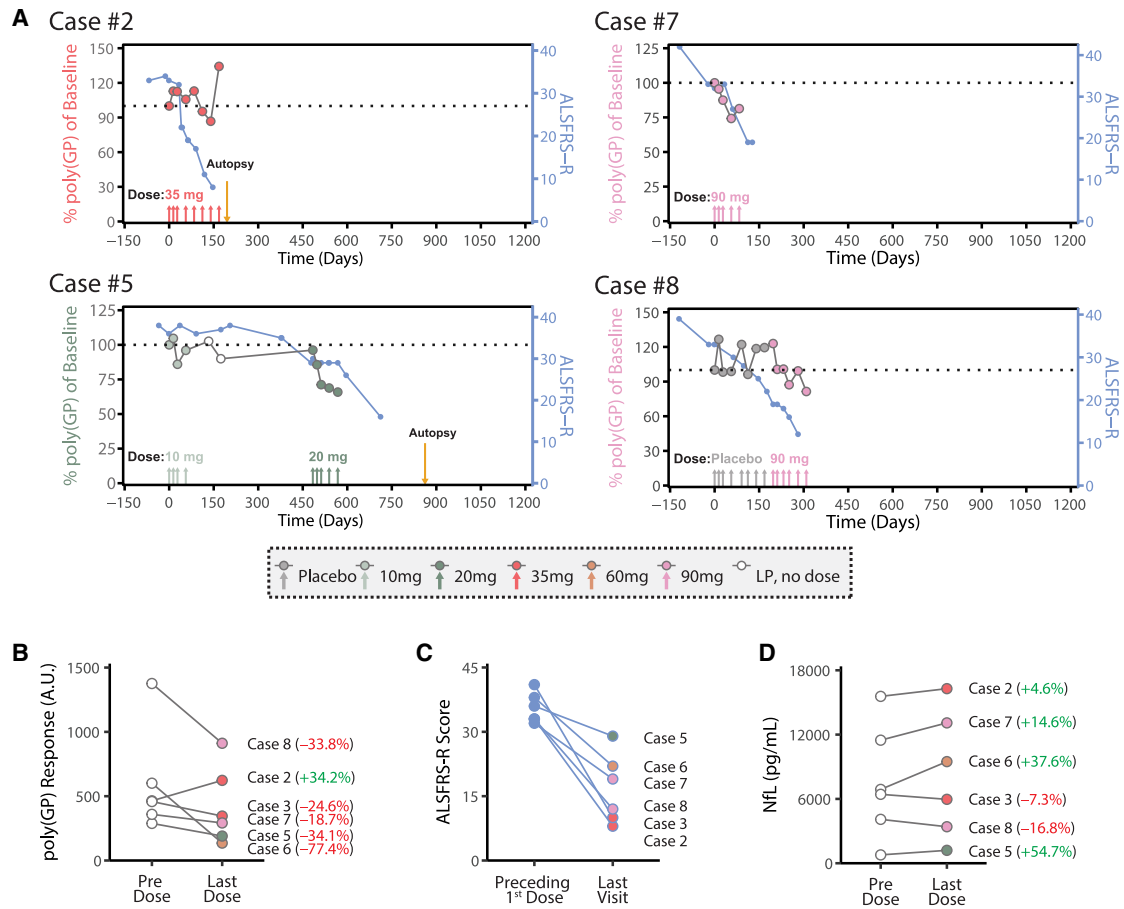 A
Case #2
% poly(GP) of Baseline
150
120
90
60
30
0
Autopsy
Dose:35 mg
40
30
20
10
0
ALSFRS–R
−150 0 150 300 450 600 750 900 1050 1200
Time (Days)
Case #7
% poly(GP) of Baseline
125
100
75
50
25
0
Dose:90 mg
40
30
20
10
0
ALSFRS–R
−150 0 150 300 450 600 750 900 1050 1200
Time (Days)
Case #5
% poly(GP) of Baseline
125
100
75
50
25
0
Dose:10 mg
20 mg
Autopsy
40
30
20
10
0
ALSFRS–R
−150 0 150 300 450 600 750 900 1050 1200
Time (Days)
Case #8
% poly(GP) of Baseline
150
120
90
60
30
0
Dose:Placebo 90 mg
40
30
20
10
0
ALSFRS–R
−150 0 150 300 450 600 750 900 1050 1200
Time (Days)
Placebo 10mg 20mg 35mg 60mg 90mg LP, no dose
B
poly(GP) Response (A.U.)
1500
1000
500
0
Case 8 (−33.8%)
Case 2 (+34.2%)
Case 3 (−24.6%)
Case 7 (−18.7%)
Case 5 (−34.1%)
Case 6 (−77.4%)
Pre
Dose
Last
Dose
C
ALSFRS-R Score
45
30
15
0
Case 5
Case 6
Case 7
Case 8
Case 3
Case 2
Preceding
1st Dose
Last
Visit
D
NfL (pg/mL)
18000
12000
6000
0
Case 2 (+4.6%)
Case 7 (+14.6%)
Case 6 (+37.6%)
Case 3 (−7.3%)
Case 8 (−16.8%)
Case 5 (+54.7%)
Pre
Dose
Last
Dose